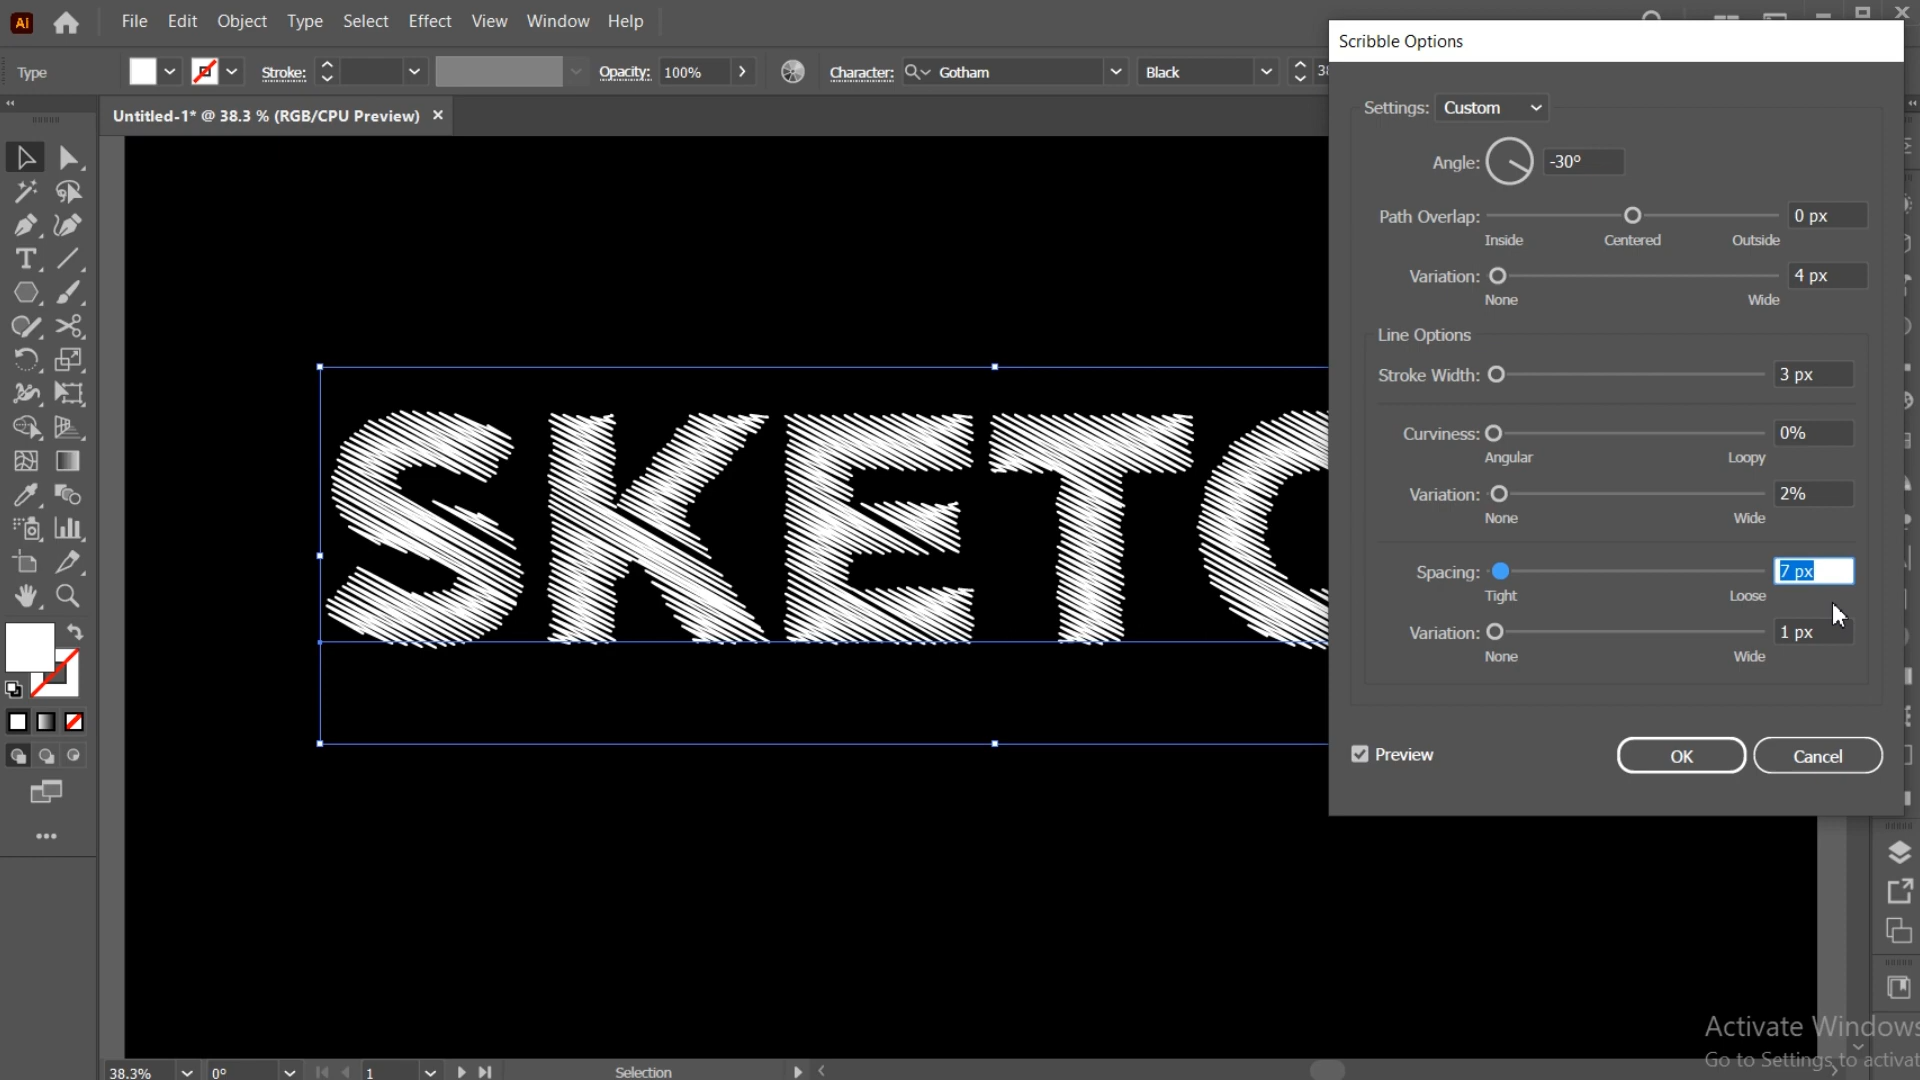 Ai File Edit Object Type Select Effect View Window Help
Type Stroke: Opacity: 100% Character: Gotham Black
Untitled-1* @ 38.3 % (RGB/CPU Preview)
SKETC
Scribble Options
Settings: Custom
Angle: -30°
Path Overlap: 0 px
Inside Centered Outside
Variation: 4 px
None Wide
Line Options
Stroke Width: 3 px
Curviness: 0%
Angular Loopy
Variation: 2%
None Wide
Spacing: 7 px
Tight Loose
Variation: 1 px
None Wide
Preview OK Cancel
Activate Windows
Go to Settings to activat
38.3% 0° 1 Selection